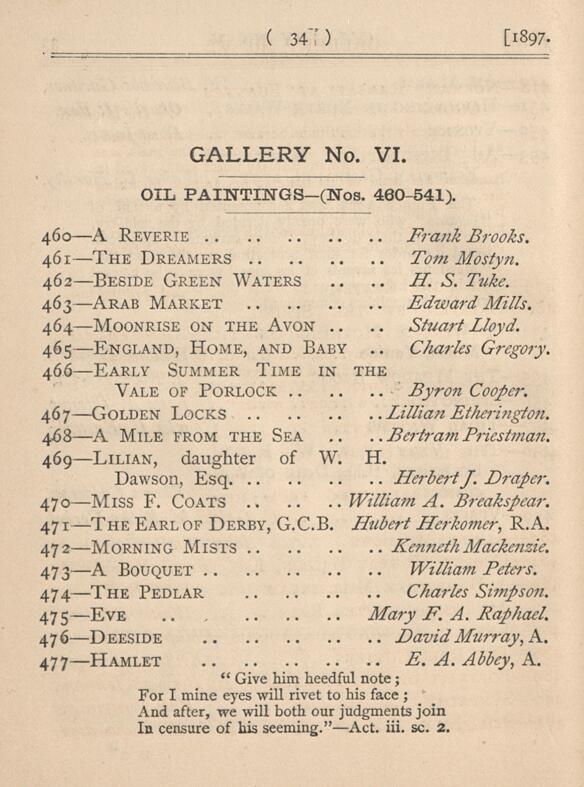 ( 34 ) [1897.
GALLERY No. VI.
OIL PAINTINGS—(Nos. 460-541).
460—A Reverie .. .. .. .. .. Frank Brooks.
461—The Dreamers .. .. .. .. Tom Mostyn.
462—Beside Green Waters .. .. H. S. Tuke.
463—Arab Market .. .. .. .. Edward Mills.
464—Moonrise on the Avon .. .. Stuart Lloyd.
465—England, Home, and Baby .. Charles Gregory.
466—Early Summer Time in the
Vale of Porlock .. .. .. Byron Cooper.
467—Golden Locks .. .. .. .. Lillian Etherington.
468—A Mile from the Sea .. .. Bertram Priestman.
469—Lilian, daughter of W. H.
Dawson, Esq. .. .. .. .. Herbert J. Draper.
470—Miss F. Coats .. .. .. William A. Breakspear.
471—The Earl of Derby, G.C.B. Hubert Herkomer, R.A.
472—Morning Mists .. .. .. .. Kenneth Mackenzie.
473—A Bouquet .. .. .. .. .. William Peters.
474—The Pedlar .. .. .. .. Charles Simpson.
475—Eve .. .. .. .. .. Mary F. A. Raphael.
476—Deeside .. .. .. .. .. David Murray, A.
477—Hamlet .. .. .. .. .. E. A. Abbey, A.
“ Give him heedful note ;
For I mine eyes will rivet to his face ;
And after, we will both our judgments join
In censure of his seeming.”—Act. iii. sc. 2.